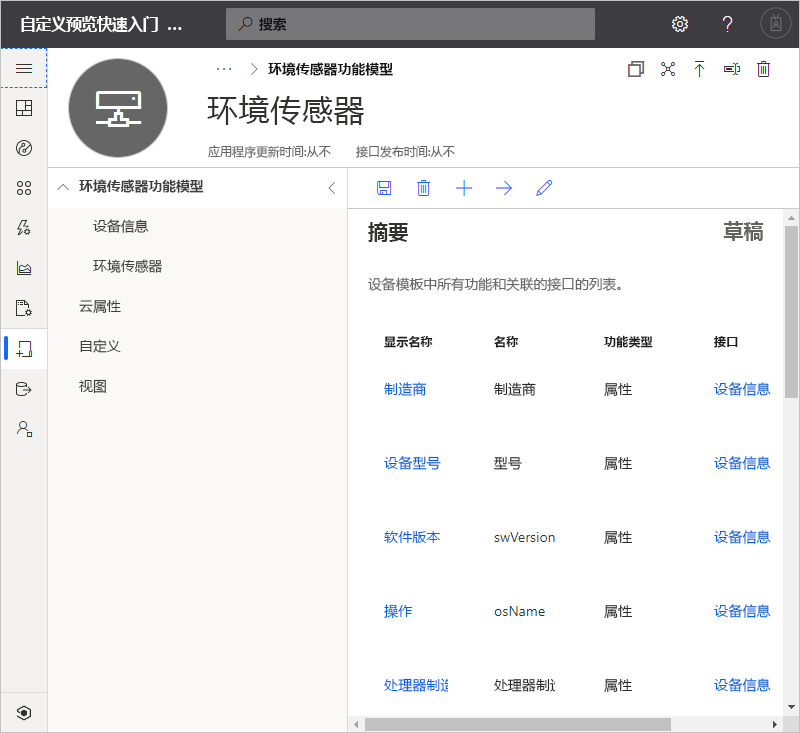 自定义预览快速入门 ...
搜索
... 环境传感器功能模型
环境传感器
应用程序更新时间:从不 接口发布时间:从不
环境传感器功能模型
设备信息
环境传感器
云属性
自定义
视图
摘要 草稿
设备模板中所有功能和关联的接口的列表。
显示名称 名称 功能类型 接口
制造商 制造商 属性 设备信息
设备型号 型号 属性 设备信息
软件版本 swVersion 属性 设备信息
操作 osName 属性 设备信息
处理器制造 处理器制造 属性 设备信息